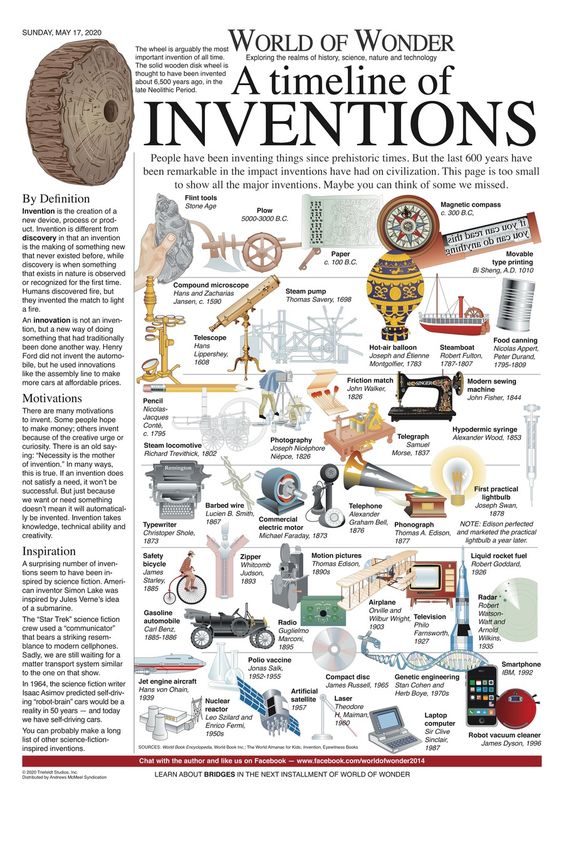 SUNDAY, MAY 17, 2020
The wheel is arguably the most
important invention of all time.
The solid wooden disk wheel is
thought to have been invented
about 6,500 years ago, in the
late Neolithic Period.
WORLD OF WONDER
Exploring the realms of history, science, nature and technology
A timeline of
INVENTIONS
People have been inventing things since prehistoric times. But the last 600 years have
been remarkable in the impact inventions have had on civilization. This page is too small
to show all the major inventions. Maybe you can think of some we missed.
By Definition
Invention is the creation of a
new device, process or prod-
uct. Invention is different from
discovery in that an invention
is the making of something new
that never existed before, while
discovery is when something
that exists in nature is observed
or recognized for the first time.
Humans discovered fire, but
they invented the match to light
a fire.
An innovation is not an inven-
tion, but a new way of doing
something that had traditionally
been done another way. Henry
Ford did not invent the automo-
bile, but he used innovations
like the assembly line to make
more cars at affordable prices.
Motivations
There are many motivations
to invent. Some people hope
to make money; others invent
because of the creative urge or
curiosity. There is an old say-
ing: “Necessity is the mother
of invention.” In many ways,
this is true. If an invention does
not satisfy a need, it won’t be
successful. But just because
we want or need something
doesn’t mean it will automatical-
ly be invented. Invention takes
knowledge, technical ability and
creativity.
Inspiration
A surprising number of inven-
tions seem to have been in-
spired by science fiction. Ameri-
can inventor Simon Lake was
inspired by Jules Verne’s idea
of a submarine.
The “Star Trek” science fiction
crew used a “communicator”
that bears a striking resem-
blance to modern cellphones.
Sadly, we are still waiting for a
matter transport system similar
to the one on that show.
In 1964, the science fiction writer
Isaac Asimov predicted self-driv-
ing “robot-brain” cars would be a
reality in 50 years — and today
we have self-driving cars.
You can probably make a long
list of other science-fiction-
inspired inventions.
Flint tools
Stone Age
Plow
5000-3000 B.C.
Paper
c. 100 B.C.
Magnetic compass
c. 300 B.C,
if you can read this
you can do anything
Movable
type printing
Bi Sheng, A.D. 1010
Compound microscope
Hans and Zacharias
Jansen, c. 1590
Telescope
Hans
Lippershey,
1608
Steam pump
Thomas Savery, 1698
Hot-air balloon
Joseph and Étienne
Montgolfier, 1783
Steamboat
Robert Fulton,
1787-1807
Food canning
Nicolas Appert,
Peter Durand,
1795-1809
Pencil
Nicolas-
Jacques
Conté,
c. 1795
Steam locomotive
Richard Trevithick, 1802
Photography
Joseph Nicéphore
Niépce, 1826
Friction match
John Walker,
1826
Telegraph
Samuel
Morse, 1837
SINGER
Modern sewing
machine
John Fisher, 1844
Hypodermic syringe
Alexander Wood, 1853
Remington
Typewriter
Christoper Shole,
1873
Barbed wire
Lucien B. Smith,
1867
Commercial
electric motor
Michael Faraday, 1873
Telephone
Alexander
Graham Bell,
1876
Phonograph
Thomas A. Edison,
1877
First practical
lightbulb
Joseph Swan,
1878
NOTE: Edison perfected
and marketed the practical
lightbulb a year later.
Safety
bicycle
James
Starley,
1885
Zipper
Whitcomb
Judson,
1893
Motion pictures
Thomas Edison,
1890s
Liquid rocket fuel
Robert Goddard,
1926
Gasoline
automobile
Carl Benz,
1885-1886
Radio
Guglielmo
Marconi,
1895
Airplane
Orville and
Wilbur Wright,
1903
Television
Philo
Farnsworth,
1927
Radar
Robert
Watson-
Watt and
Arnold
Wilkins,
1935
Jet engine aircraft
Hans von Ohain,
1939
Polio vaccine
Jonas Salk,
1952-1955
Compact disc
James Russell, 1965
Genetic engineering
Stan Cohen and
Herb Boye, 1970s
Smartphone
IBM, 1992
Nuclear
reactor
Leo Szilard and
Enrico Fermi,
1950s
Artificial
satellite
1957
Laser
Theodore
H, Maiman,
1960
Laptop
computer
Sir Clive
Sinclair,
1987
Robot vacuum cleaner
James Dyson, 1996
SOURCES: World Book Encyclopedia, World Book Inc.; The World Almanac for Kids; Invention, Eyewitness Books
Chat with the author and like us on Facebook — www.facebook.com/worldofwonder2014
© 2020 Triefeldt Studios, Inc.
Distributed by Andrews McMeel Syndication
LEARN ABOUT BRIDGES IN THE NEXT INSTALLMENT OF WORLD OF WONDER